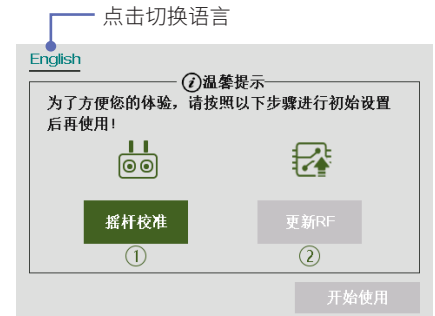 点击切换语言
English
温馨提示
为了方便您的体验，请按照以下步骤进行初始设置
后再使用！
摇杆校准
更新RF
①
②
开始使用